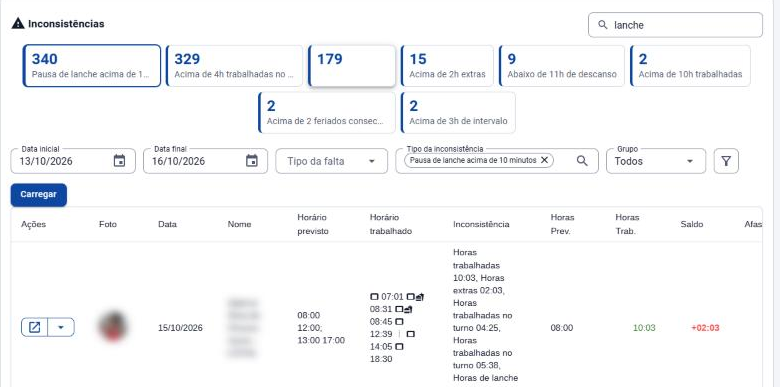 Inconsistências
lanche
340
Pausa de lanche acima de 1...
329
Acima de 4h trabalhadas no ...
179
15
Acima de 2h extras
9
Abaixo de 11h de descanso
2
Acima de 10h trabalhadas
2
Acima de 2 feriados consec...
2
Acima de 3h de intervalo
Data inicial
13/10/2026
Data final
16/10/2026
Tipo da falta
Tipo da inconsistência
Pausa de lanche acima de 10 minutos
Grupo
Todos
Carregar
Ações Foto Data Nome Horário previsto Horário trabalhado Inconsistência Horas Prev. Horas Trab. Saldo Afas
15/10/2026
08:00
12:00;
13:00 17:00
07:01
08:31
08:45
12:39 |
14:05
18:30
Horas
trabalhadas
10:03, Horas
extras 02:03,
Horas
trabalhadas no
turno 04:25,
Horas
trabalhadas no
turno 05:38,
Horas de lanche
08:00
10:03
+02:03